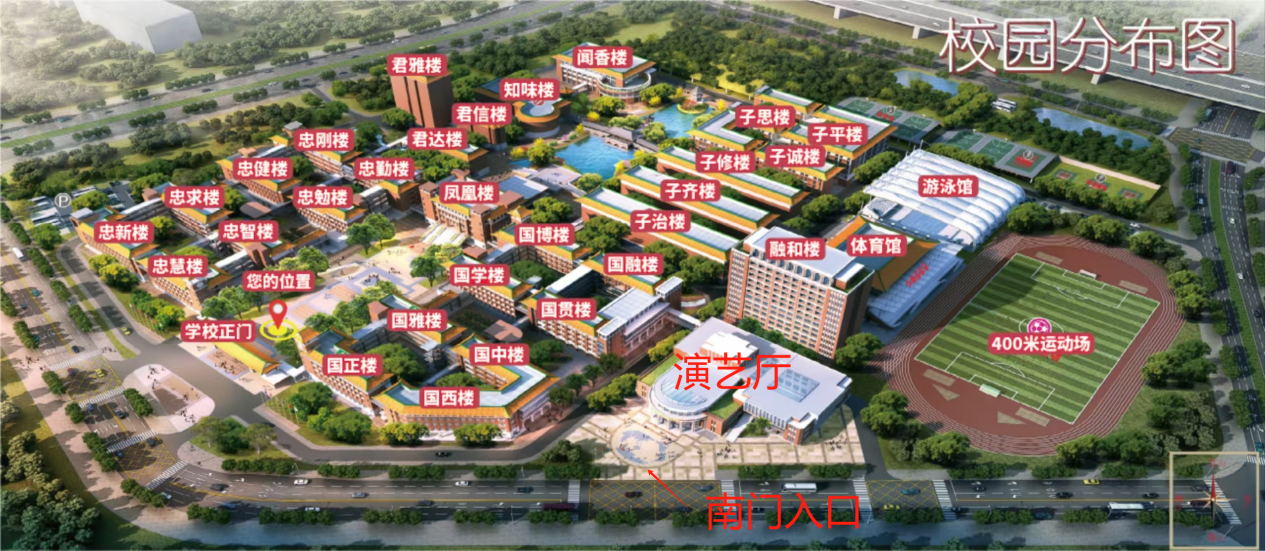 校园分布图
闻香楼
君雅楼
知味楼
君信楼
子思楼
子平楼
忠刚楼
君达楼
子诚楼
子修楼
忠健楼
忠勤楼
游泳馆
子齐楼
忠求楼
忠勉楼
凤凰楼
P
子治楼
忠新楼
忠智楼
国博楼
融和楼
体育馆
忠慧楼
国融楼
您的位置
国学楼
国贯楼
学校正门
国雅楼
400米运动场
国正楼
国中楼
演艺厅
国西楼
南门入口